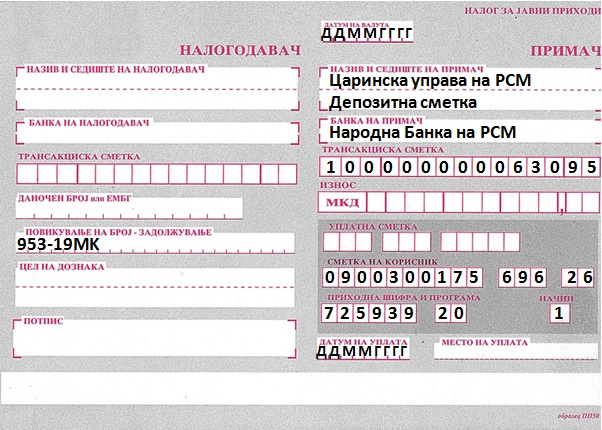 НАЛОГ ЗА ЈАВНИ ПРИХОДИ
ДАТУМ НА ВАЛУТА
ДДММГГГГ
НАЛОГОДАВАЧ
НАЗИВ И СЕДИШТЕ НА НАЛОГОДАВАЧ
БАНКА НА НАЛОГОДАВАЧ
ТРАНСАКЦИСКА СМЕТКА
ДАНОЧЕН БРОЈ или ЕМБГ
ПОВИКУВАЊЕ НА БРОЈ - ЗАДОЛЖУВАЊЕ
953-19МК
ЦЕЛ НА ДОЗНАКА
ПОТПИС
ПРИМАЧ
НАЗИВ И СЕДИШТЕ НА ПРИМАЧ
Царинска управа на РСМ
Депозитна сметка
БАНКА НА ПРИМАЧ
Народна Банка на РСМ
ТРАНСАКЦИСКА СМЕТКА
100000000063095
ИЗНОС
МКД ,
УПЛАТНА СМЕТКА
СМЕТКА НА КОРИСНИК
0900300175 696 26
ПРИХОДНА ШИФРА И ПРОГРАМА НАЧИН
725939 20 1
ДАТУМ НА УПЛАТА МЕСТО НА УПЛАТА
ДДММГГГГ
образец ПП50